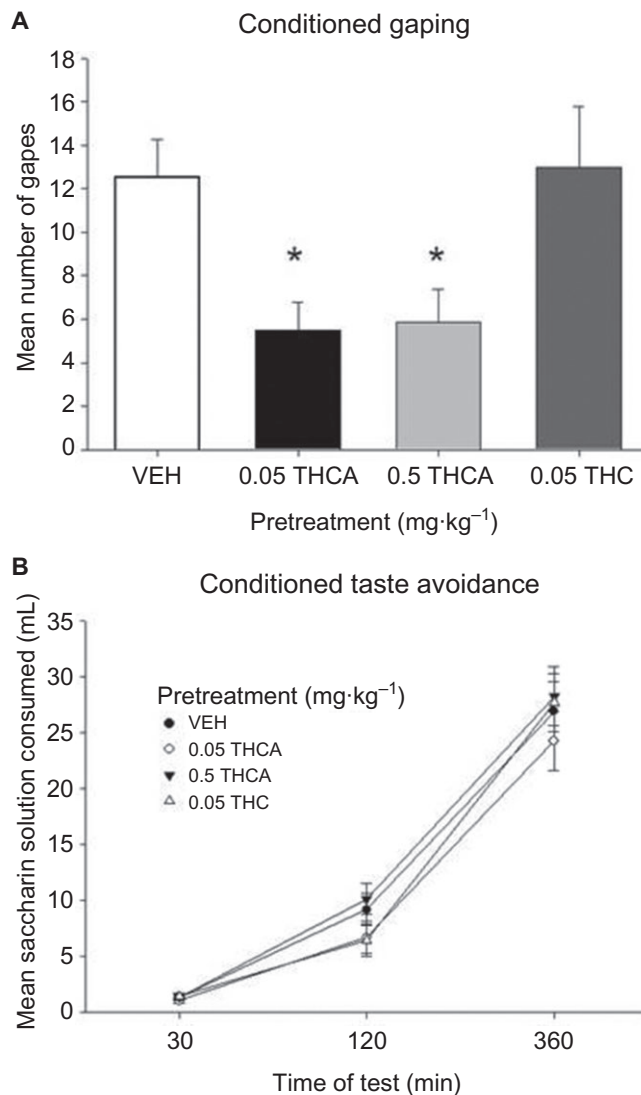 A
Conditioned gaping
Mean number of gapes
18
16
14
12
10
8
6
4
2
0
*
*
VEH 0.05 THCA 0.5 THCA 0.05 THC
Pretreatment (mg·kg⁻¹)
B
Conditioned taste avoidance
Mean saccharin solution consumed (mL)
35
30
25
20
15
10
5
0
Pretreatment (mg·kg⁻¹)
VEH
0.05 THCA
0.5 THCA
0.05 THC
30 120 360
Time of test (min)